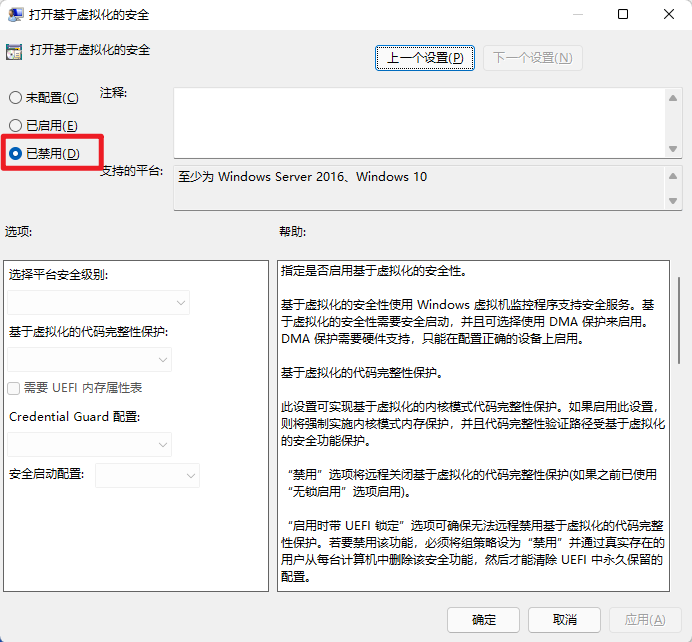 打开基于虚拟化的安全
打开基于虚拟化的安全
上一个设置(P)
下一个设置(N)
未配置(C)
注释:
已启用(E)
已禁用(D)
支持的平台:
至少为 Windows Server 2016、Windows 10
选项:
帮助:
选择平台安全级别:
基于虚拟化的代码完整性保护:
需要 UEFI 内存属性表
Credential Guard 配置:
安全启动配置:
指定是否启用基于虚拟化的安全性。
基于虚拟化的安全性使用 Windows 虚拟机监控程序支持安全服务。基
于虚拟化的安全性需要安全启动，并且可选择使用 DMA 保护来启用。
DMA 保护需要硬件支持，只能在配置正确的设备上启用。
基于虚拟化的代码完整性保护。
此设置可实现基于虚拟化的内核模式代码完整性保护。如果启用此设置，
则将强制实施内核模式内存保护，并且代码完整性验证路径受基于虚拟化
的安全功能保护。
“禁用”选项将远程关闭基于虚拟化的代码完整性保护(如果之前已使用
“无锁启用”选项启用)。
“启用时带 UEFI 锁定”选项可确保无法远程禁用基于虚拟化的代码完整
性保护。若要禁用该功能，必须将组策略设为“禁用”并通过真实存在的
用户从每台计算机中删除该安全功能，然后才能清除 UEFI 中永久保留的
配置。
确定
取消
应用(A)